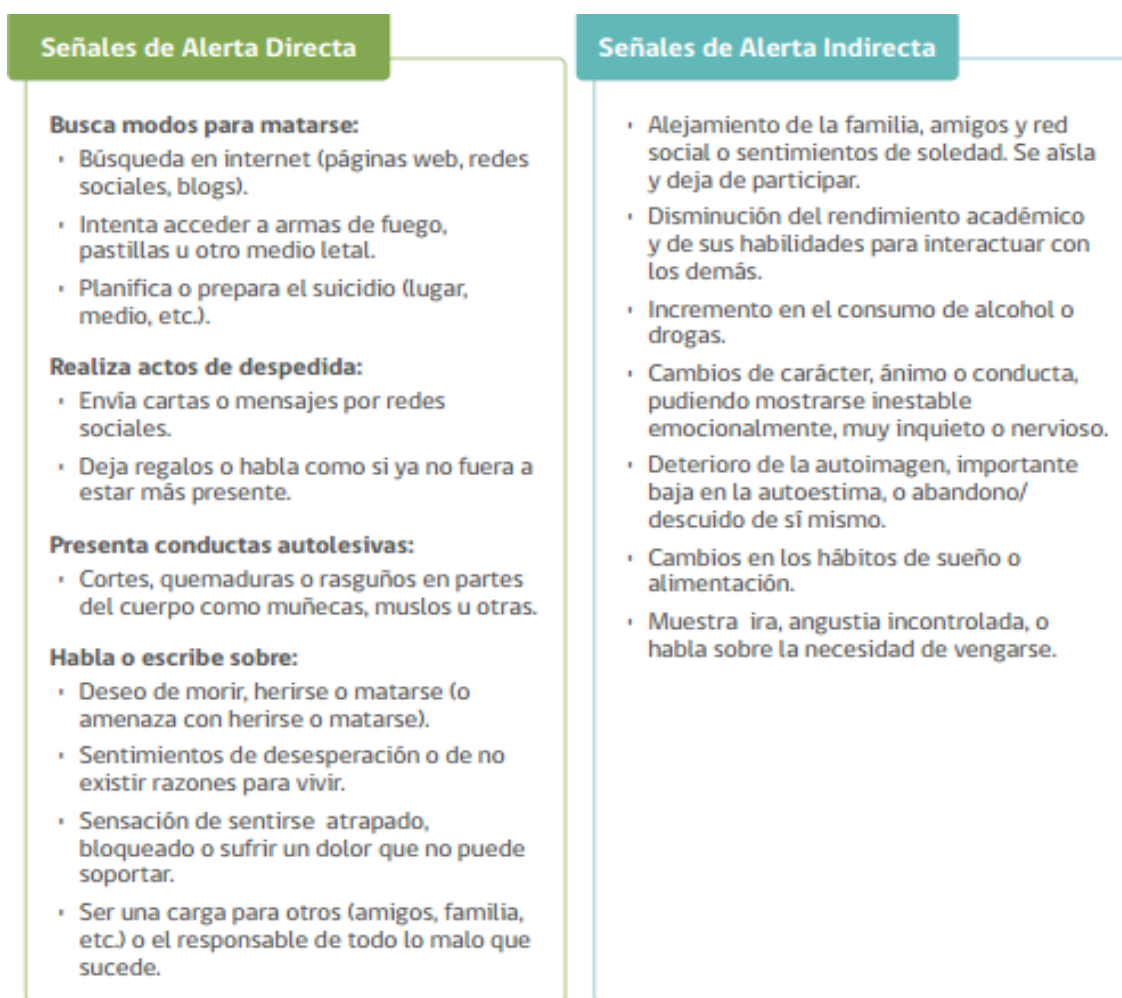 Señales de Alerta Directa
Busca modos para matarse:
· Búsqueda en internet (páginas web, redes
sociales, blogs).
· Intenta acceder a armas de fuego,
pastillas u otro medio letal.
· Planifica o prepara el suicidio (lugar,
medio, etc.).
Realiza actos de despedida:
· Envía cartas o mensajes por redes
sociales.
· Deja regalos o habla como si ya no fuera a
estar más presente.
Presenta conductas autolesivas:
· Cortes, quemaduras o rasguños en partes
del cuerpo como muñecas, muslos u otras.
Habla o escribe sobre:
· Deseo de morir, herirse o matarse (o
amenaza con herirse o matarse).
· Sentimientos de desesperación o de no
existir razones para vivir.
· Sensación de sentirse atrapado,
bloqueado o sufrir un dolor que no puede
soportar.
· Ser una carga para otros (amigos, familia,
etc.) o el responsable de todo lo malo que
sucede.
Señales de Alerta Indirecta
· Alejamiento de la familia, amigos y red
social o sentimientos de soledad. Se aísla
y deja de participar.
· Disminución del rendimiento académico
y de sus habilidades para interactuar con
los demás.
· Incremento en el consumo de alcohol o
drogas.
· Cambios de carácter, ánimo o conducta,
pudiendo mostrarse inestable
emocionalmente, muy inquieto o nervioso.
· Deterioro de la autoimagen, importante
baja en la autoestima, o abandono/
descuido de sí mismo.
· Cambios en los hábitos de sueño o
alimentación.
· Muestra ira, angustia incontrolada, o
habla sobre la necesidad de vengarse.